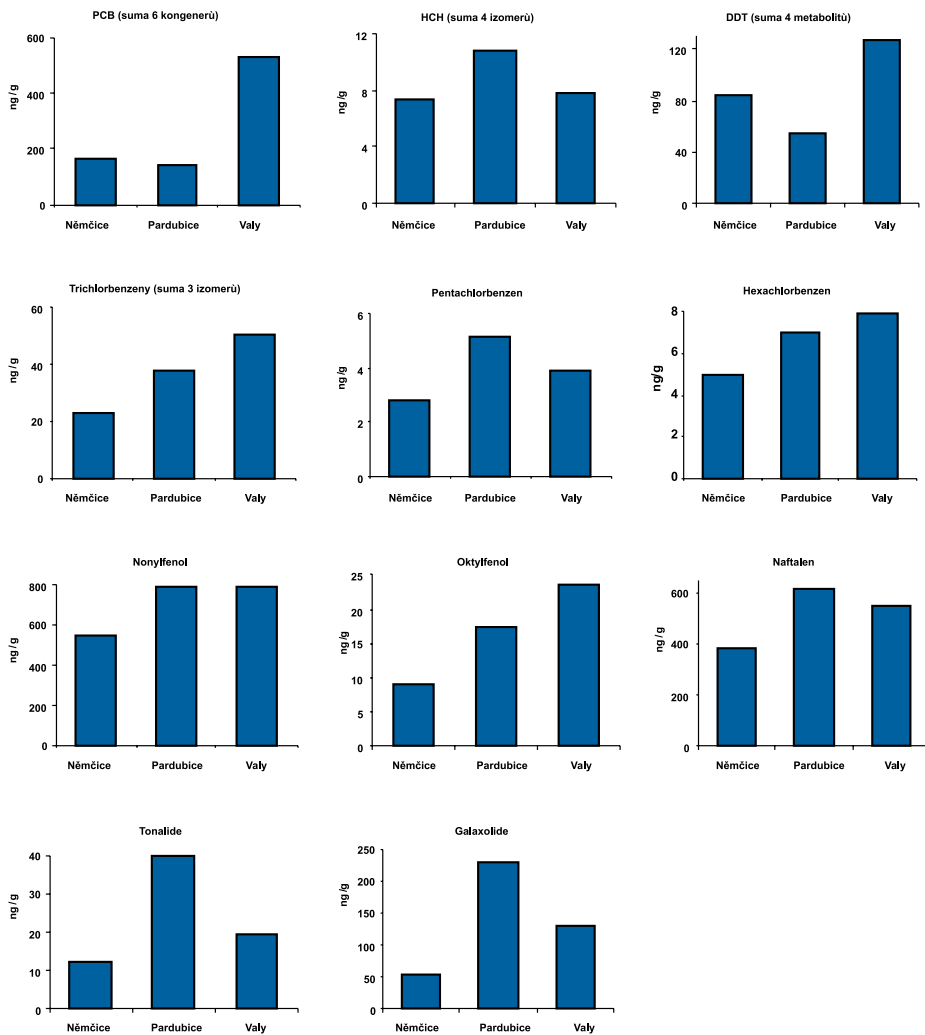 PCB (suma 6 kongenerù)
ng/g
600
400
200
0
Němčice Pardubice Valy
HCH (suma 4 izomerù)
ng/g
12
8
4
0
Němčice Pardubice Valy
DDT (suma 4 metabolitù)
ng/g
120
80
40
0
Němčice Pardubice Valy
Trichlorbenzeny (suma 3 izomerù)
ng/g
60
40
20
0
Němčice Pardubice Valy
Pentachlorbenzen
ng/g
6
4
2
0
Němčice Pardubice Valy
Hexachlorbenzen
ng/g
8
6
4
2
0
Němčice Pardubice Valy
Nonylfenol
ng/g
800
600
400
200
0
Němčice Pardubice Valy
Oktylfenol
ng/g
25
20
15
10
5
0
Němčice Pardubice Valy
Naftalen
ng/g
600
400
200
0
Němčice Pardubice Valy
Tonalide
ng/g
40
30
20
10
0
Němčice Pardubice Valy
Galaxolide
ng/g
250
200
150
100
50
0
Němčice Pardubice Valy